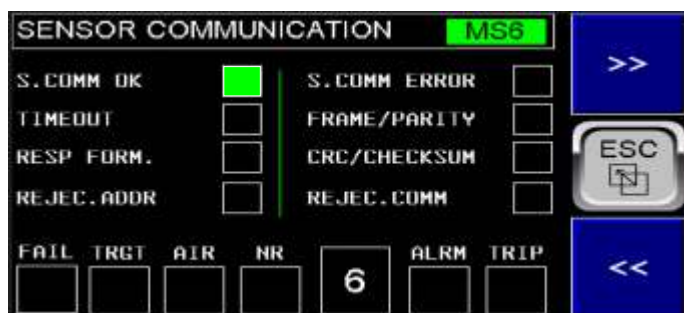 SENSOR COMMUNICATION MS6
>>
S.COMM OK S.COMM ERROR
TIMEOUT FRAME/PARITY
RESP FORM. CRC/CHECKSUM
ESC
REJEC.ADDR REJEC.COMM
FAIL TRGT AIR NR 6 ALRM TRIP
<<